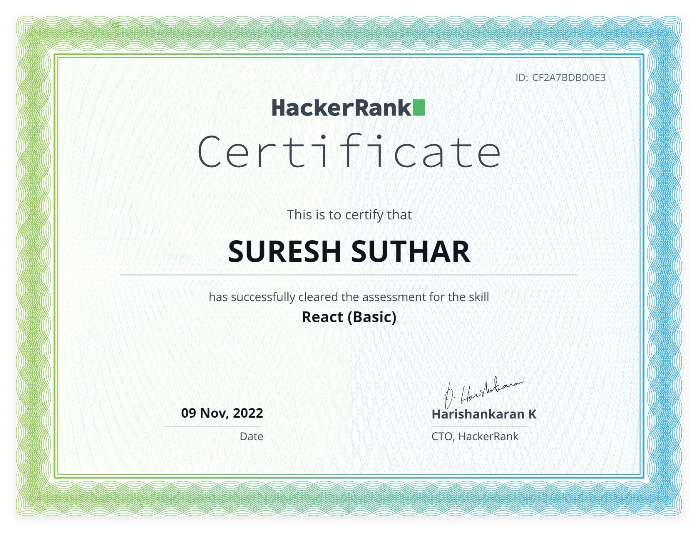 ID: CF2A7BDBD0E3
HackerRank
Certificate
This is to certify that
SURESH SUTHAR
has successfully cleared the assessment for the skill
React (Basic)
09 Nov, 2022
Date
Harishankaran K
CTO, HackerRank